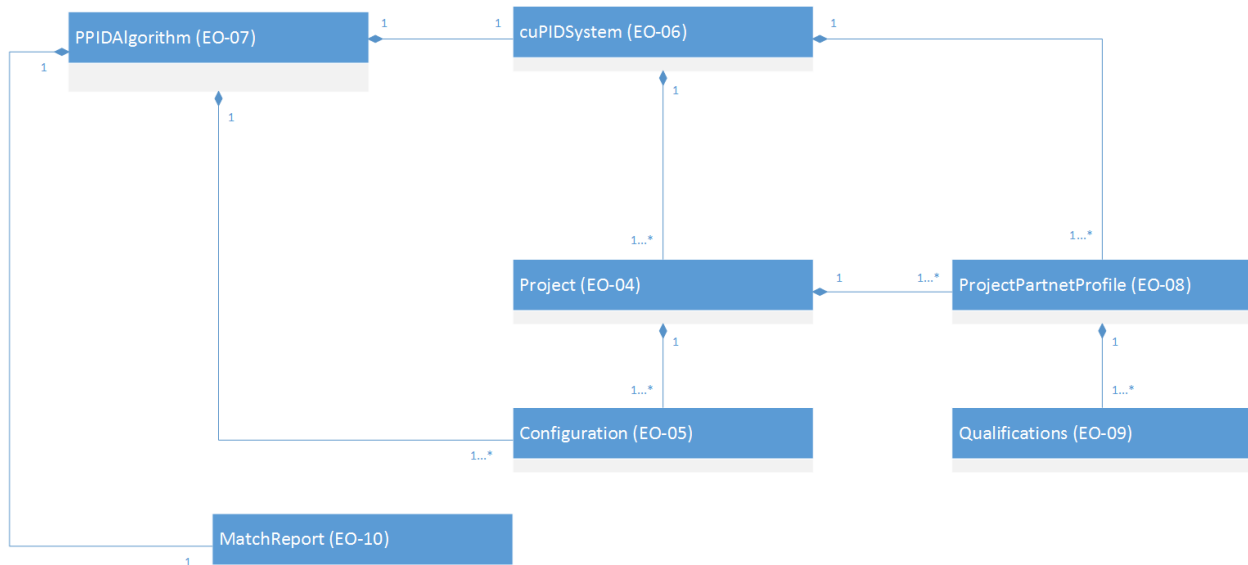 PPIDAlgorithm (EO-07)
1
1
cuPIDSystem (EO-06)
1
1
1
1
1...*
1...*
Project (EO-04)
1
1...*
ProjectPartnetProfile (EO-08)
1
1
1...*
1...*
Configuration (EO-05)
Qualifications (EO-09)
1...*
MatchReport (EO-10)
1